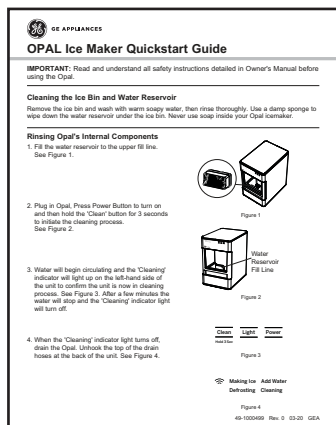 GE APPLIANCES
OPAL Ice Maker Quickstart Guide
IMPORTANT: Read and understand all safety instructions detailed in Owner's Manual before
using the Opal.
Cleaning the Ice Bin and Water Reservoir
Remove the ice bin and wash with warm soapy water, then rinse thoroughly. Use a damp sponge to
wipe down the water reservoir under the ice bin. Never use soap inside your Opal icemaker.
Rinsing Opal's Internal Components
1. Fill the water reservoir to the upper fill line.
See Figure 1.
Figure 1
2. Plug in Opal, Press Power Button to turn on
and then hold the 'Clean' button for 3 seconds
to initiate the cleaning process.
See Figure 2.
Water
Reservoir
Fill Line
Figure 2
3. Water will begin circulating and the 'Cleaning'
indicator will light up on the left-hand side of
the unit to confirm the unit is now in cleaning
process. See Figure 3. After a few minutes the
water will stop and the 'Cleaning' indicator light
will turn off.
Clean Light Power
Hold 3 Sec
Figure 3
4. When the 'Cleaning' indicator light turns off,
drain the Opal. Unhook the top of the drain
hoses at the back of the unit. See Figure 4.
Making Ice Add Water
Defrosting Cleaning
Figure 4
49-1000499 Rev. 0 03-20 GEA